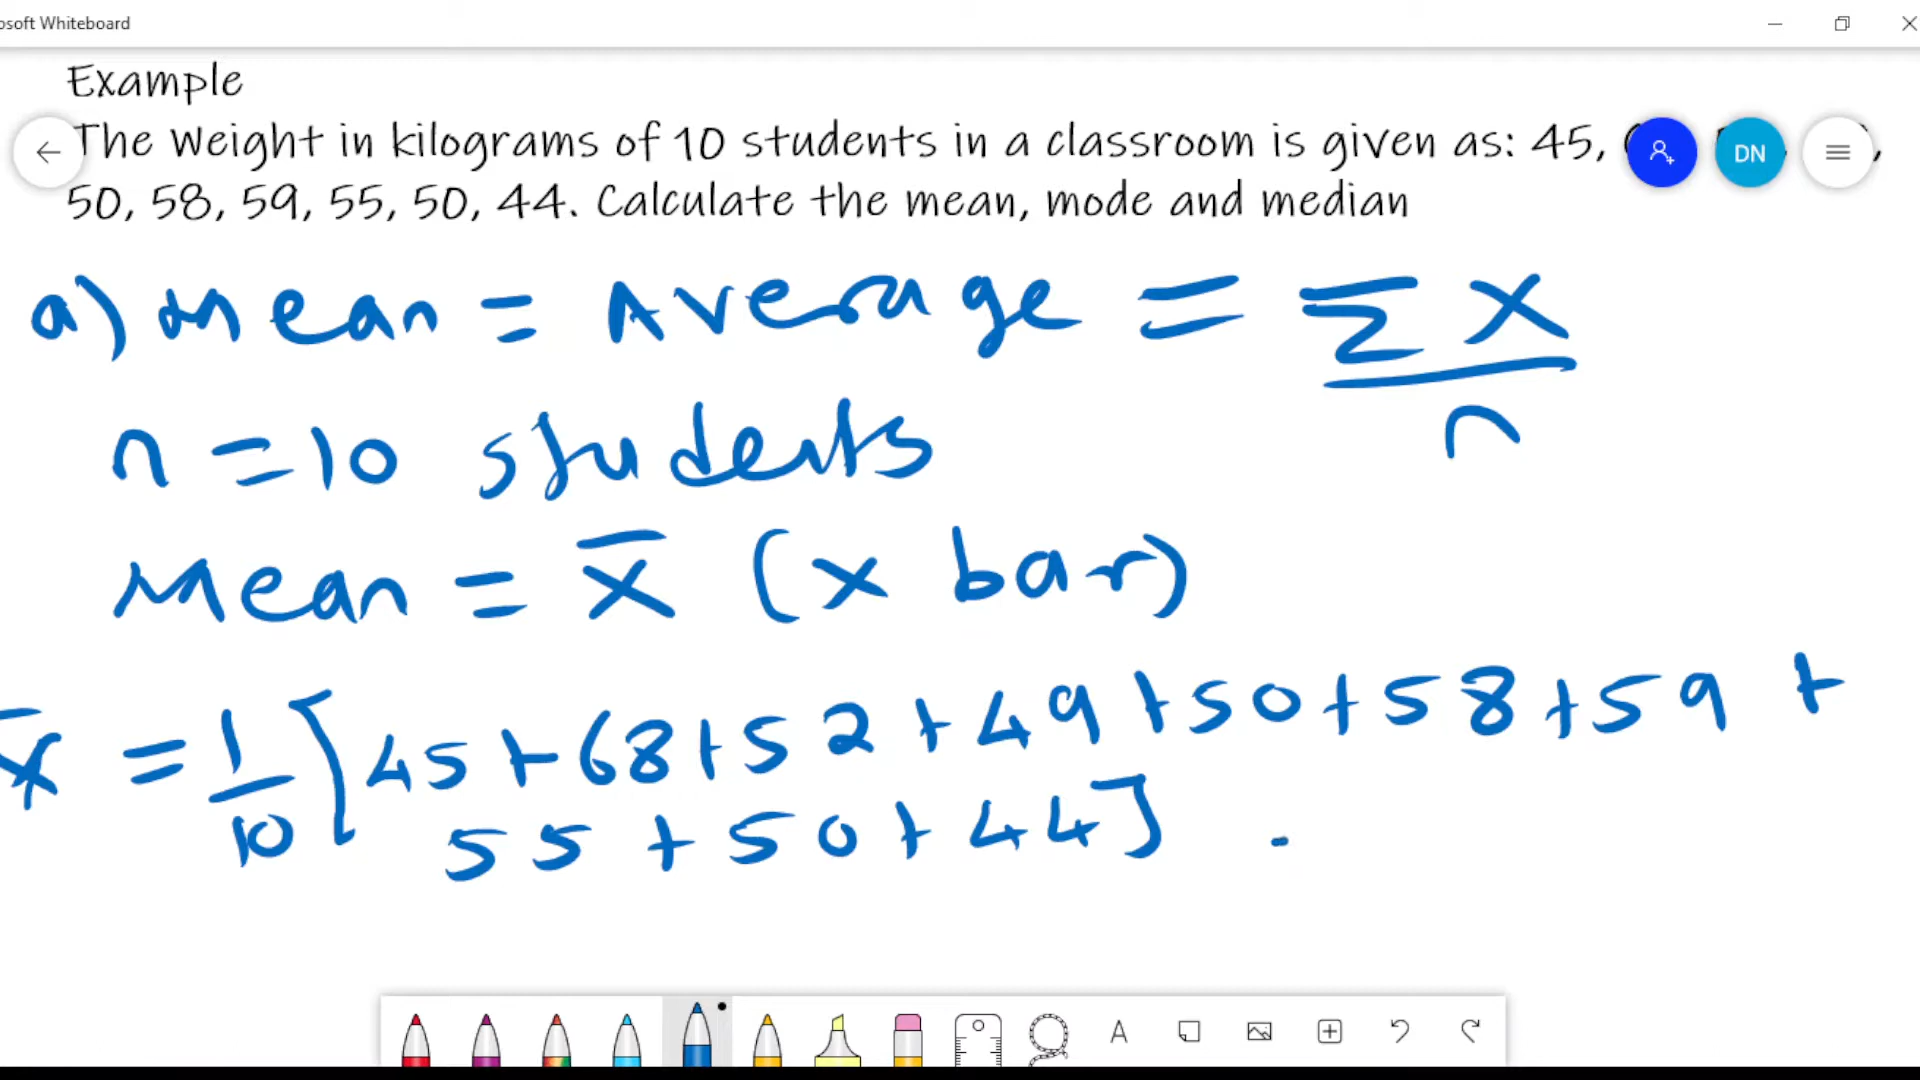 osoft Whiteboard
Example
The Weight in kilograms of 10 students in a classroom is given as: 45,
DN
50, 58, 59, 55, 50, 44. Calculate the mean, mode and median
a) Mean = Average = Σx/n
n = 10 students
Mean = x̄ (x bar)
x̄ = 1/10 [45+68+52+49+50+58+59+
55+50+44]
A